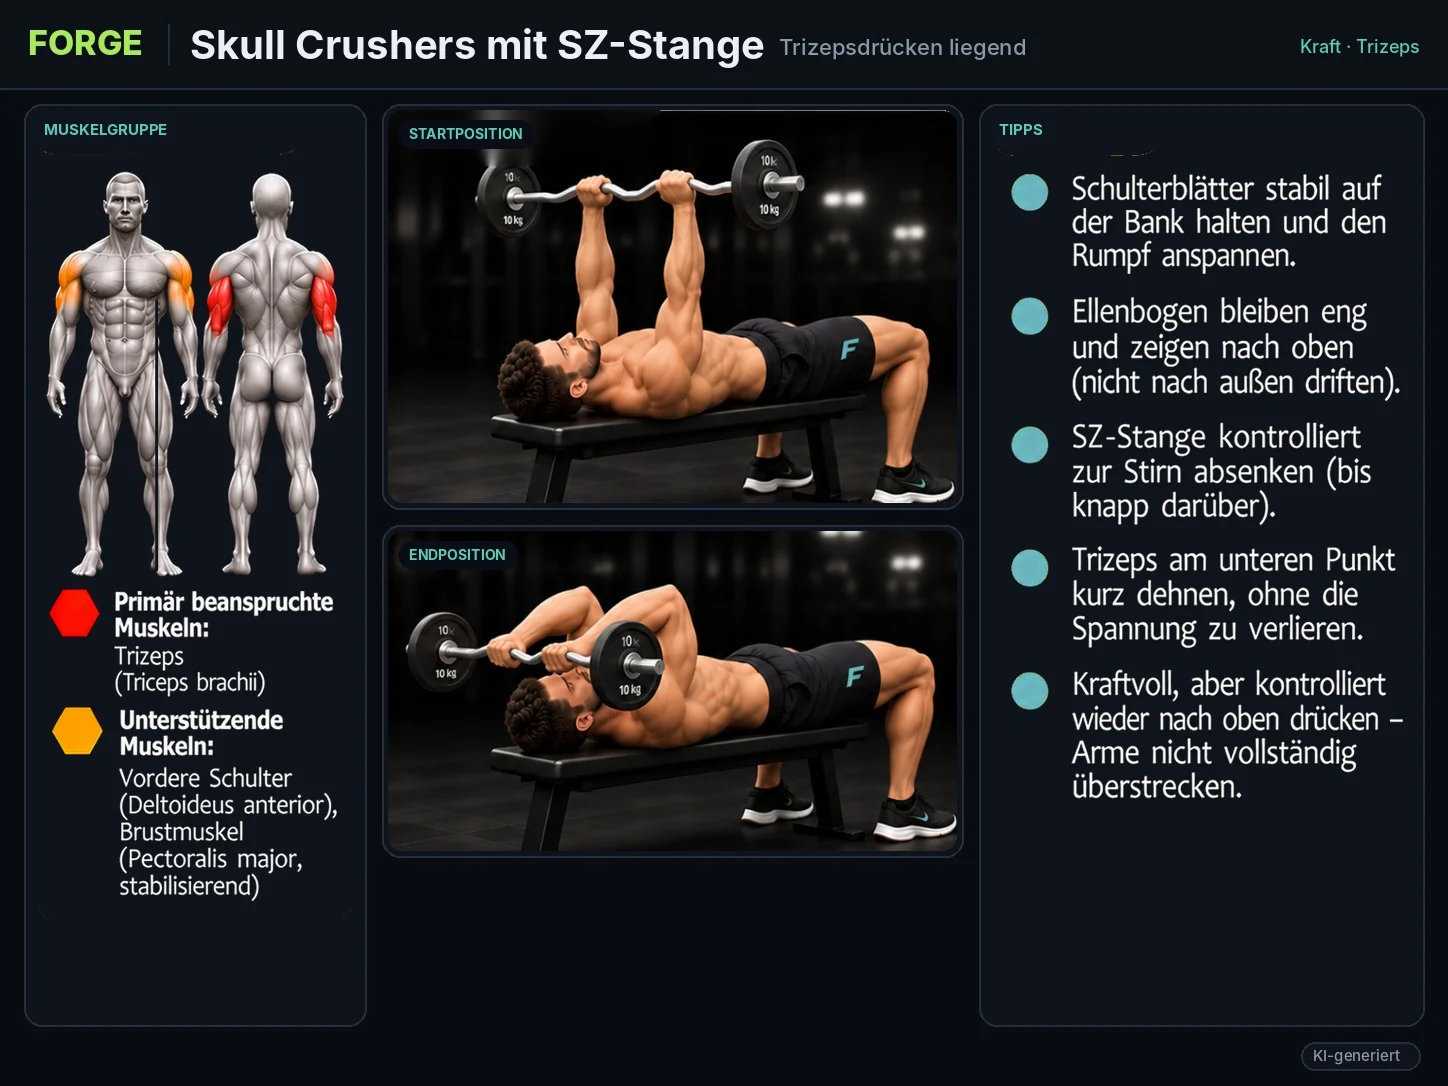 FORGE
Skull Crushers mit SZ-Stange Trizepsdrücken liegend
Kraft · Trizeps
MUSKELGRUPPE
Primär beanspruchte
Muskeln:
Trizeps
(Triceps brachii)
Unterstützende
Muskeln:
Vordere Schulter
(Deltoideus anterior),
Brustmuskel
(Pectoralis major,
stabilisierend)
STARTPOSITION
10k
10 kg
10k
10 kg
F
ENDPOSITION
10k
10 kg
10k
10 kg
F
TIPPS
Schulterblätter stabil auf
der Bank halten und den
Rumpf anspannen.
Ellenbogen bleiben eng
und zeigen nach oben
(nicht nach außen driften).
SZ-Stange kontrolliert
zur Stirn absenken (bis
knapp darüber).
Trizeps am unteren Punkt
kurz dehnen, ohne die
Spannung zu verlieren.
Kraftvoll, aber kontrolliert
wieder nach oben drücken –
Arme nicht vollständig
überstrecken.
KI-generiert